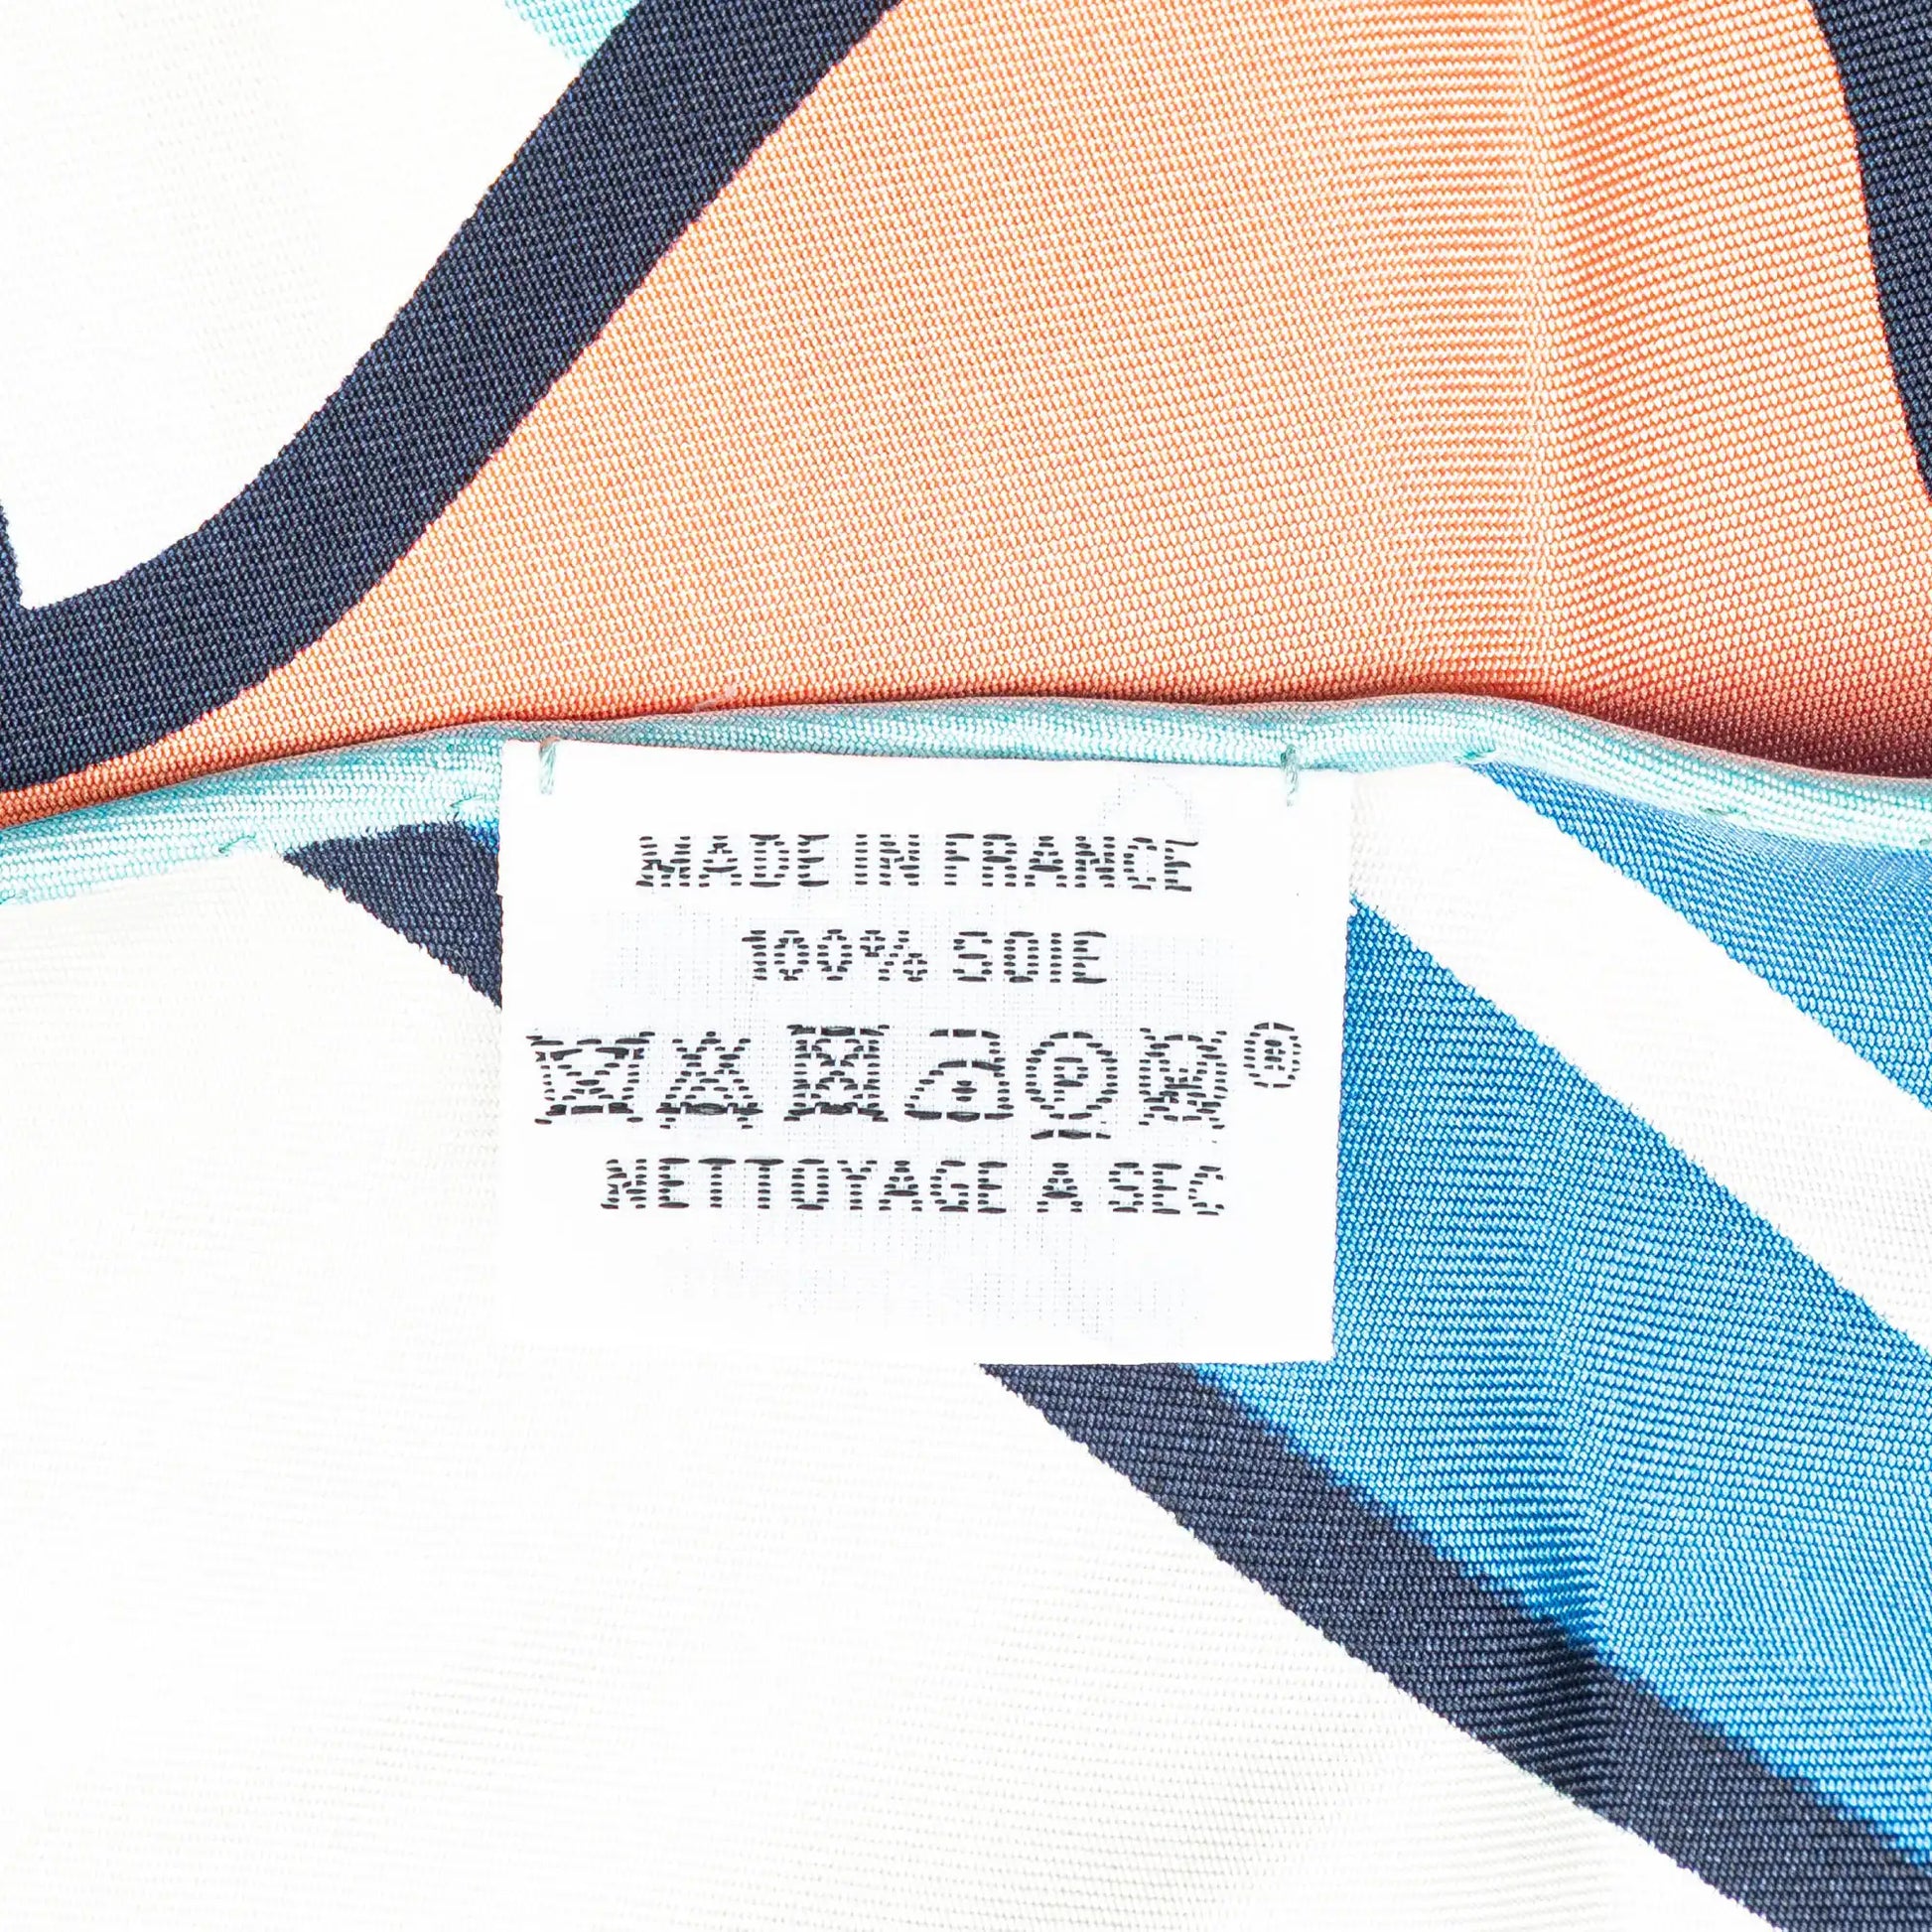 MADE IN FRANCE
100% SOIE
P W ®
NETTOYAGE A SEC